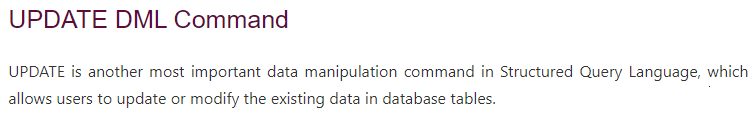 UPDATE DML Command
UPDATE is another most important data manipulation command in Structured Query Language, which
allows users to update or modify the existing data in database tables.